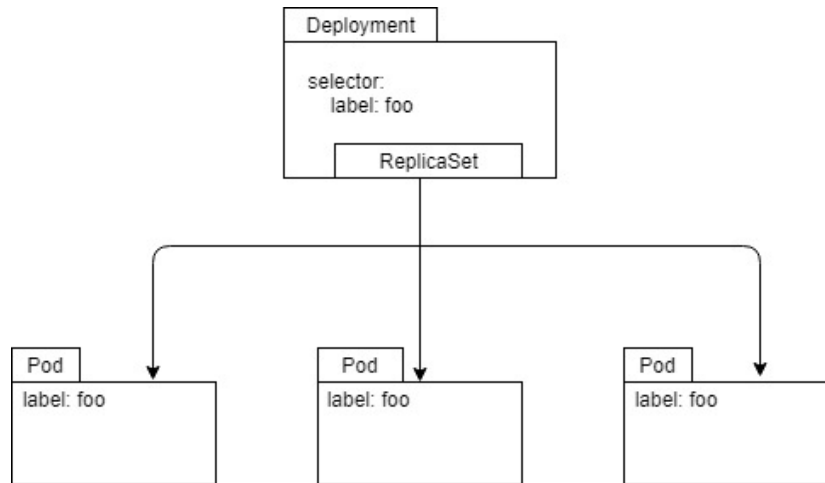 Deployment
selector:
label: foo
ReplicaSet
Pod
label: foo
Pod
label: foo
Pod
label: foo